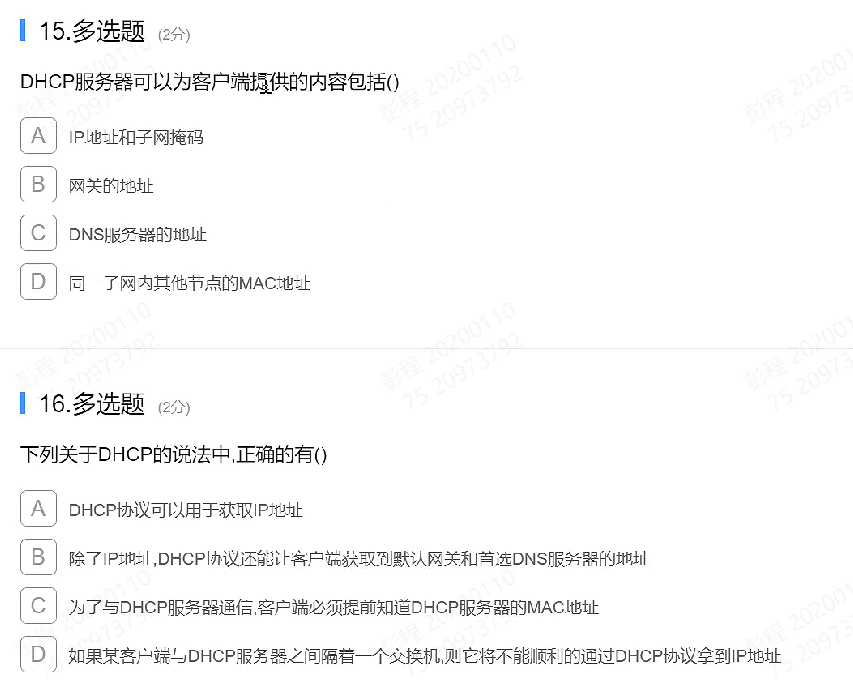 15.多选题 (2分)
DHCP服务器可以为客户端提供的内容包括()
A IP地址和子网掩码
B 网关的地址
C DNS服务器的地址
D 同一子网内其他节点的MAC地址
16.多选题 (2分)
下列关于DHCP的说法中,正确的有()
A DHCP协议可以用于获取IP地址
B 除了IP地址,DHCP协议还能让客户端获取到默认网关和首选DNS服务器的地址
C 为了与DHCP服务器通信,客户端必须提前知道DHCP服务器的MAC地址
D 如果某客户端与DHCP服务器之间隔着一个交换机,则它将不能顺利的通过DHCP协议拿到IP地址
彭程 20200110
75 20973792